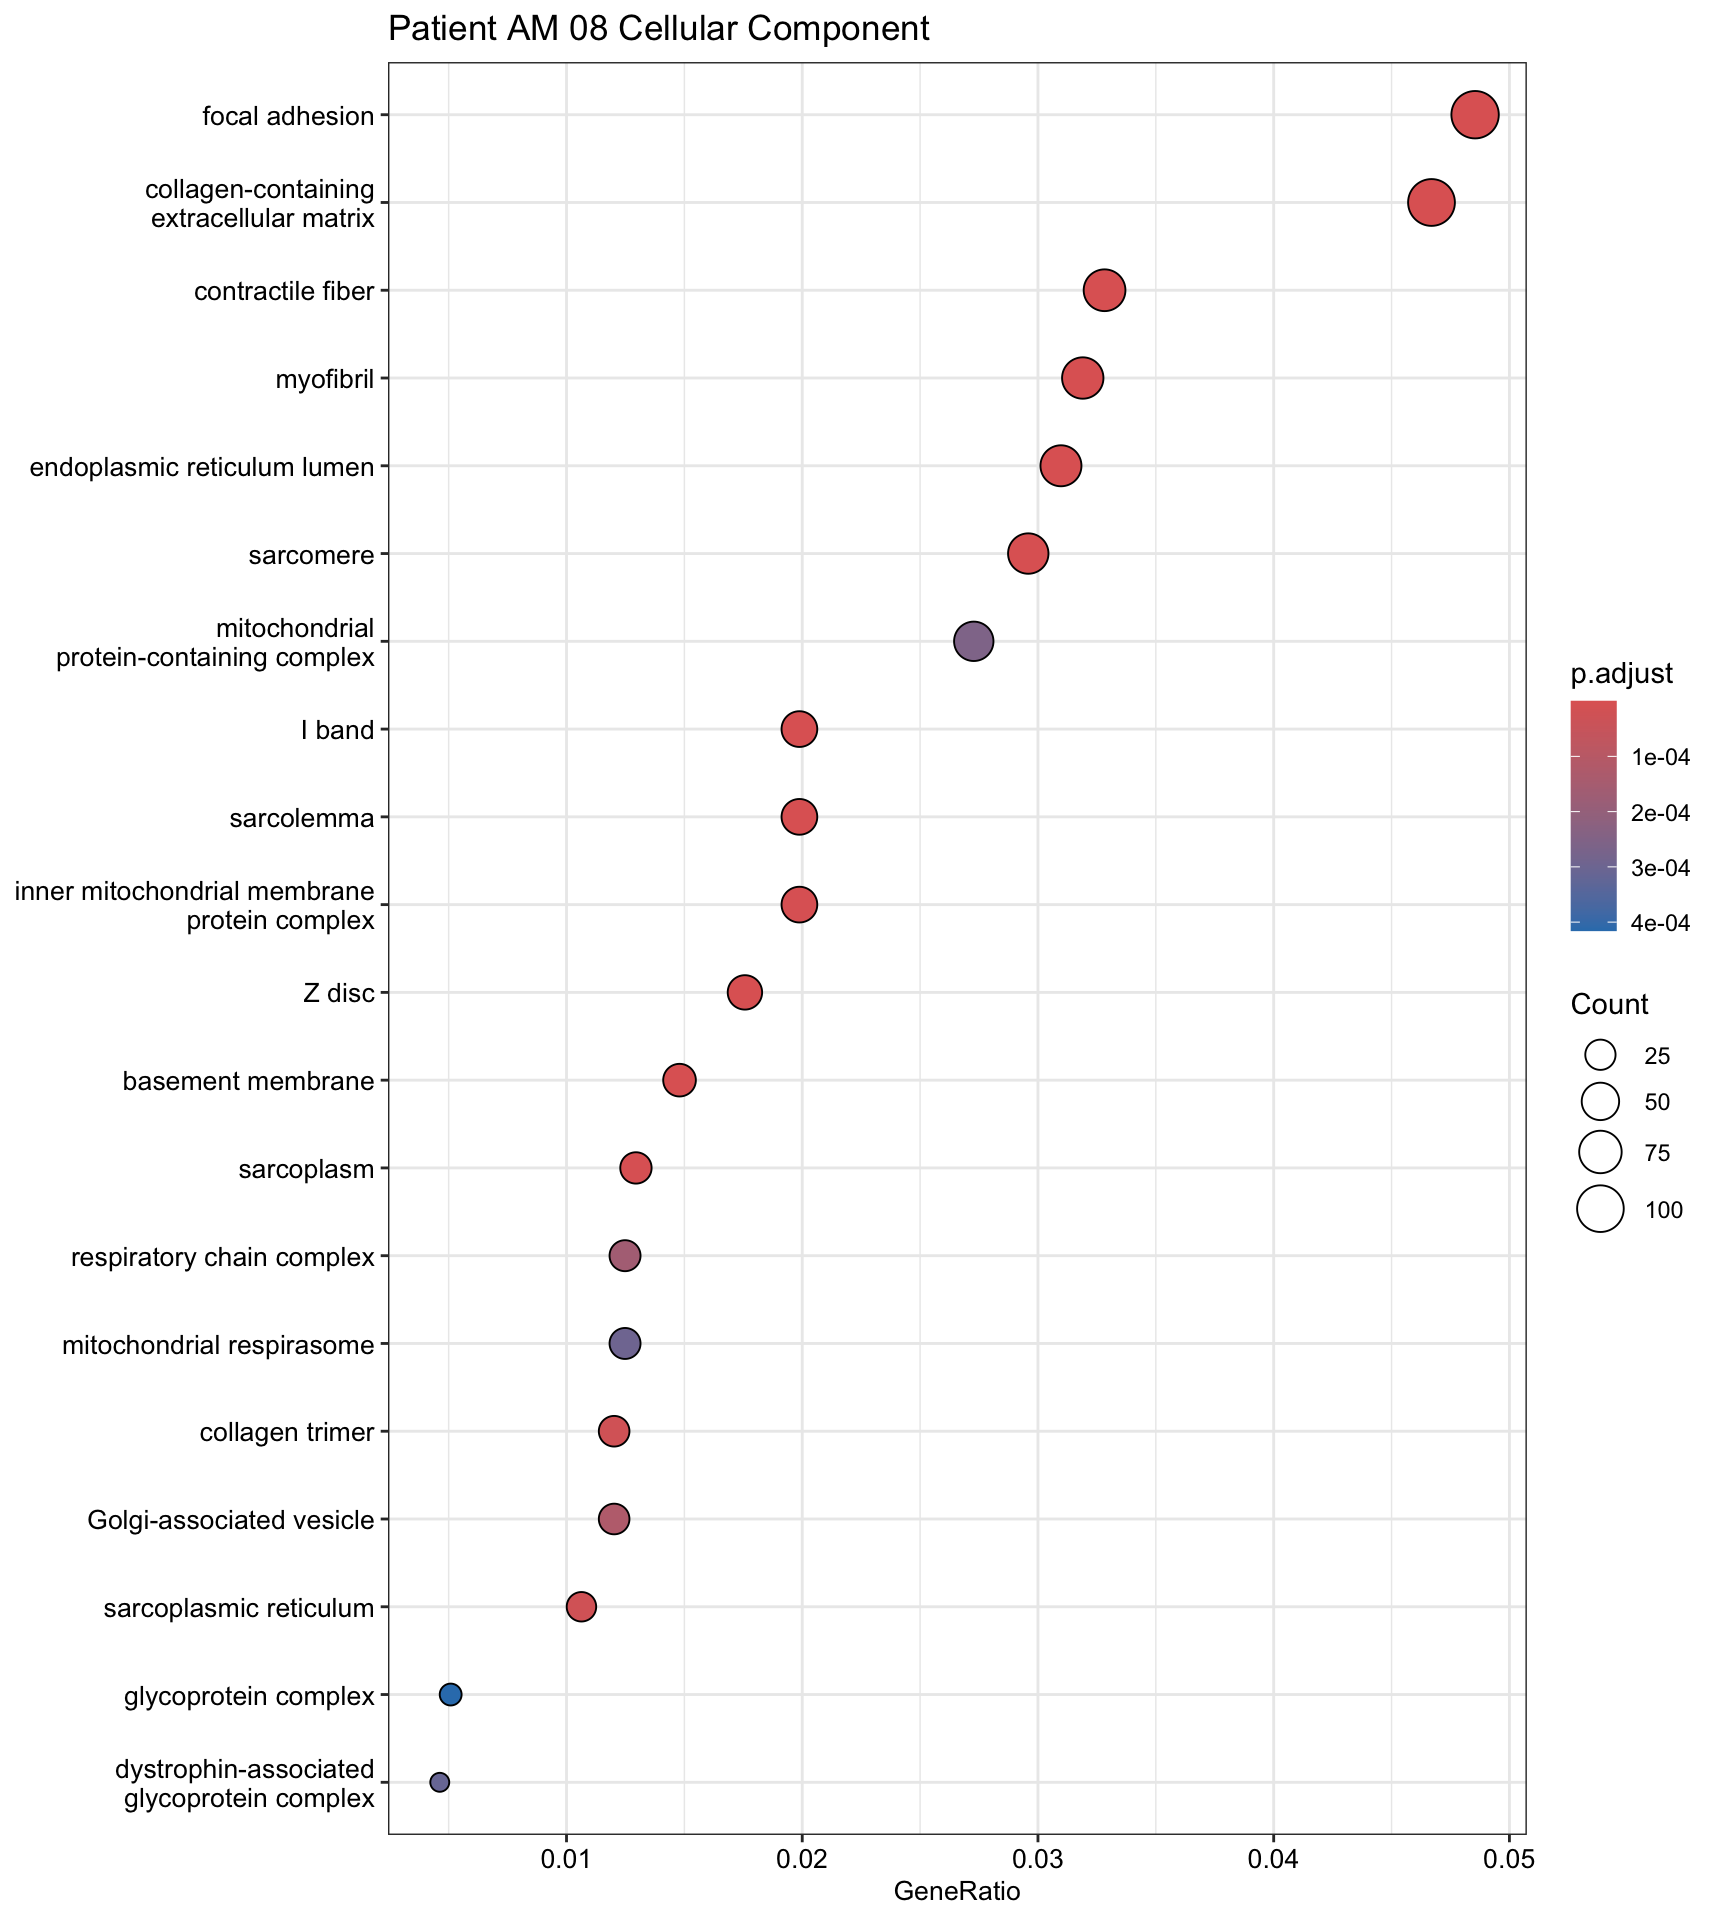 Patient AM 08 Cellular Component
focal adhesion
collagen-containing
extracellular matrix
contractile fiber
myofibril
endoplasmic reticulum lumen
sarcomere
mitochondrial
protein-containing complex
I band
sarcolemma
inner mitochondrial membrane
protein complex
Z disc
basement membrane
sarcoplasm
respiratory chain complex
mitochondrial respirasome
collagen trimer
Golgi-associated vesicle
sarcoplasmic reticulum
glycoprotein complex
dystrophin-associated
glycoprotein complex
0.01
0.02
0.03
0.04
0.05
GeneRatio
p.adjust
1e-04
2e-04
3e-04
4e-04
Count
25
50
75
100